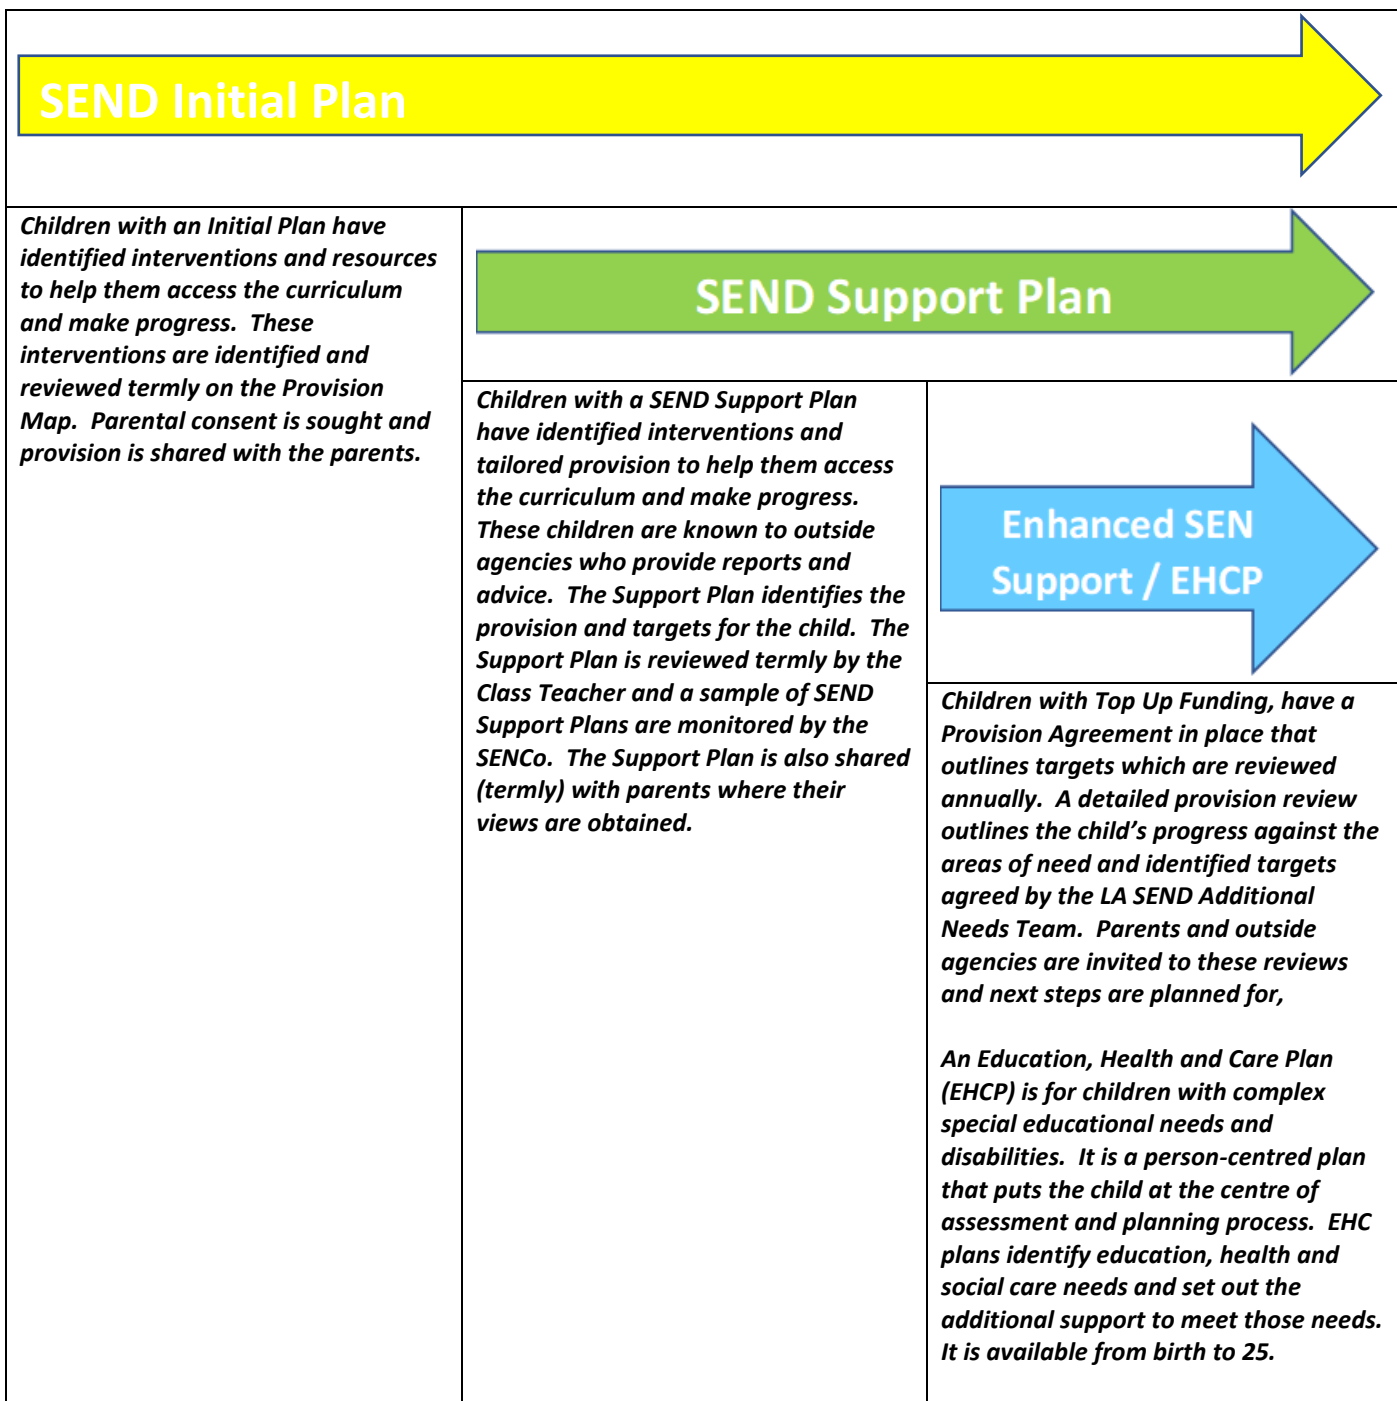 SEND Initial Plan
Children with an Initial Plan have
identified interventions and resources
to help them access the curriculum
and make progress.  These
interventions are identified and
reviewed termly on the Provision
Map.  Parental consent is sought and
provision is shared with the parents.
SEND Support Plan
Children with a SEND Support Plan
have identified interventions and
tailored provision to help them access
the curriculum and make progress.
These children are known to outside
agencies who provide reports and
advice.  The Support Plan identifies the
provision and targets for the child.  The
Support Plan is reviewed termly by the
Class Teacher and a sample of SEND
Support Plans are monitored by the
SENCo.  The Support Plan is also shared
(termly) with parents where their
views are obtained.
Enhanced SEN
Support / EHCP
Children with Top Up Funding, have a
Provision Agreement in place that
outlines targets which are reviewed
annually.  A detailed provision review
outlines the child’s progress against the
areas of need and identified targets
agreed by the LA SEND Additional
Needs Team.  Parents and outside
agencies are invited to these reviews
and next steps are planned for,
An Education, Health and Care Plan
(EHCP) is for children with complex
special educational needs and
disabilities.  It is a person-centred plan
that puts the child at the centre of
assessment and planning process.  EHC
plans identify education, health and
social care needs and set out the
additional support to meet those needs.
It is available from birth to 25.